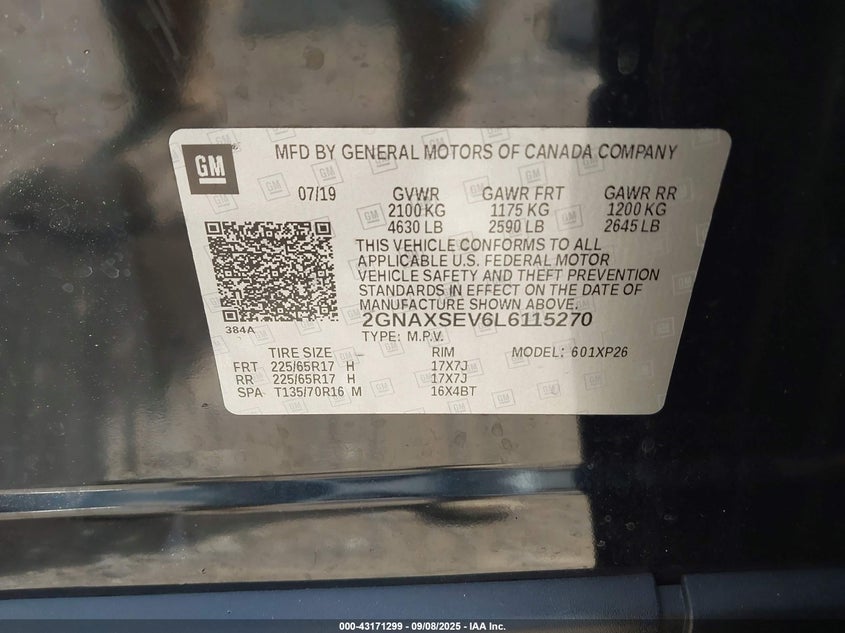 GM
MFD BY GENERAL MOTORS OF CANADA COMPANY
07/19 GVWR GAWR FRT GAWR RR
2100 KG 1175 KG 1200 KG
4630 LB 2590 LB 2645 LB
THIS VEHICLE CONFORMS TO ALL
APPLICABLE U.S. FEDERAL MOTOR
VEHICLE SAFETY AND THEFT PREVENTION
STANDARDS IN EFFECT ON THE DATE OF
MANUFACTURE SHOWN ABOVE.
384A
2GNAXSEV6L6115270
TYPE: M.P.V.
TIRE SIZE RIM MODEL: 601XP26
FRT 225/65R17 H 17X7J
RR 225/65R17 H 17X7J
SPA T135/70R16 M 16X4BT
000-43171299 - 09/08/2025 - IAA Inc.